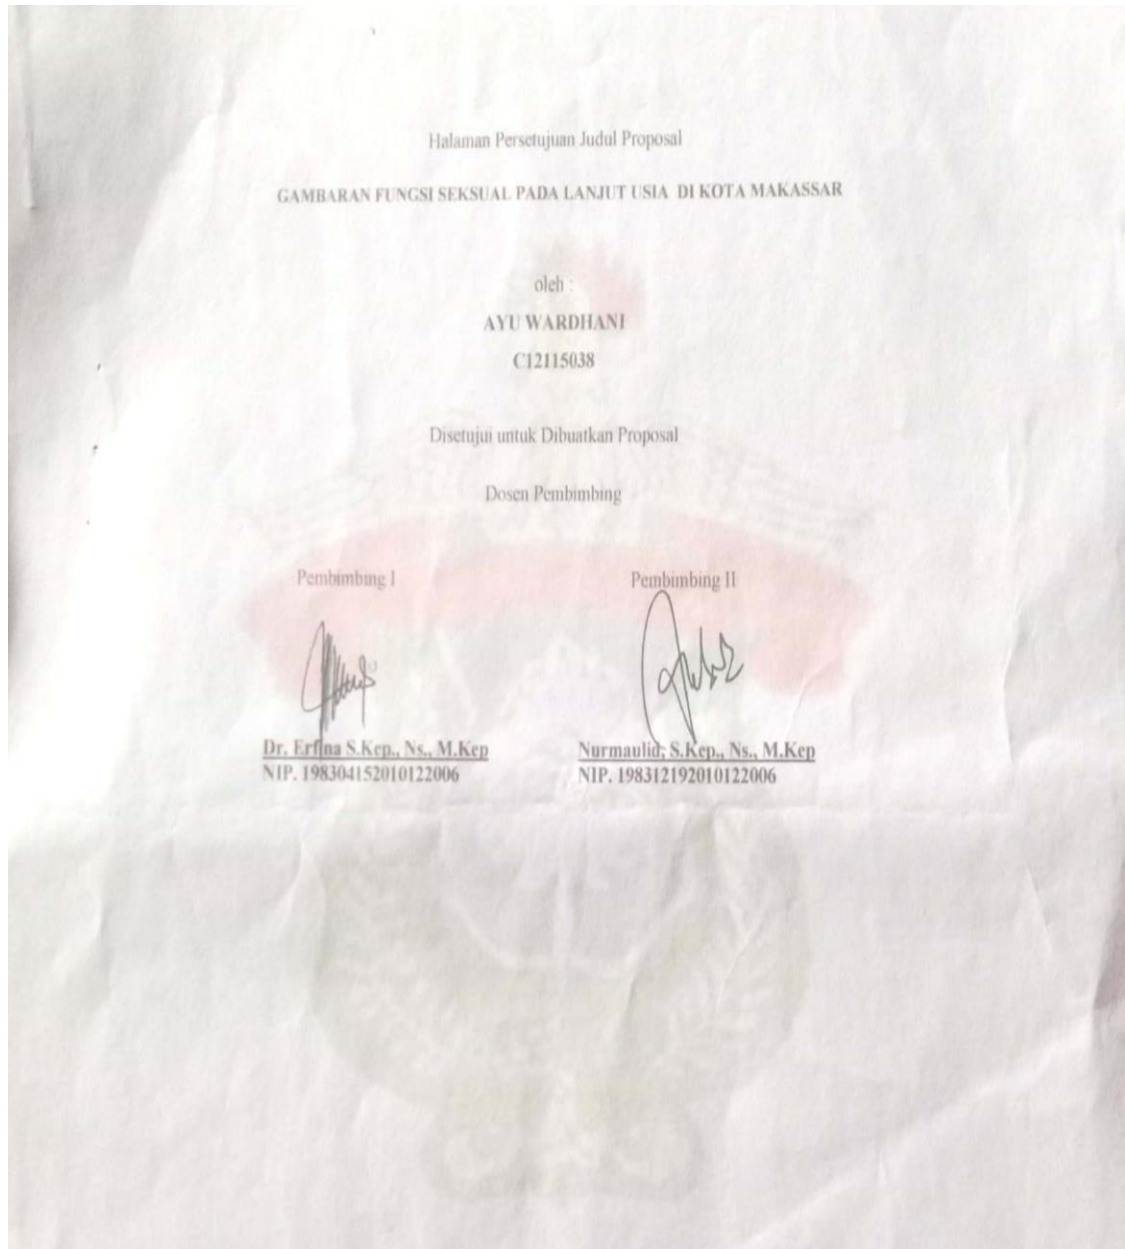 Halaman Persetujuan Judul Proposal
GAMBARAN FUNGSI SEKSUAL PADA LANJUT USIA DI KOTA MAKASSAR
oleh :
AYU WARDHANI
C12115038
Disetujui untuk Dibuatkan Proposal
Dosen Pembimbing
Pembimbing I
Pembimbing II
Dr. Erfina S.Kep., Ns., M.Kep
NIP. 198304152010122006
Nurmaulid, S.Kep., Ns., M.Kep
NIP. 198312192010122006